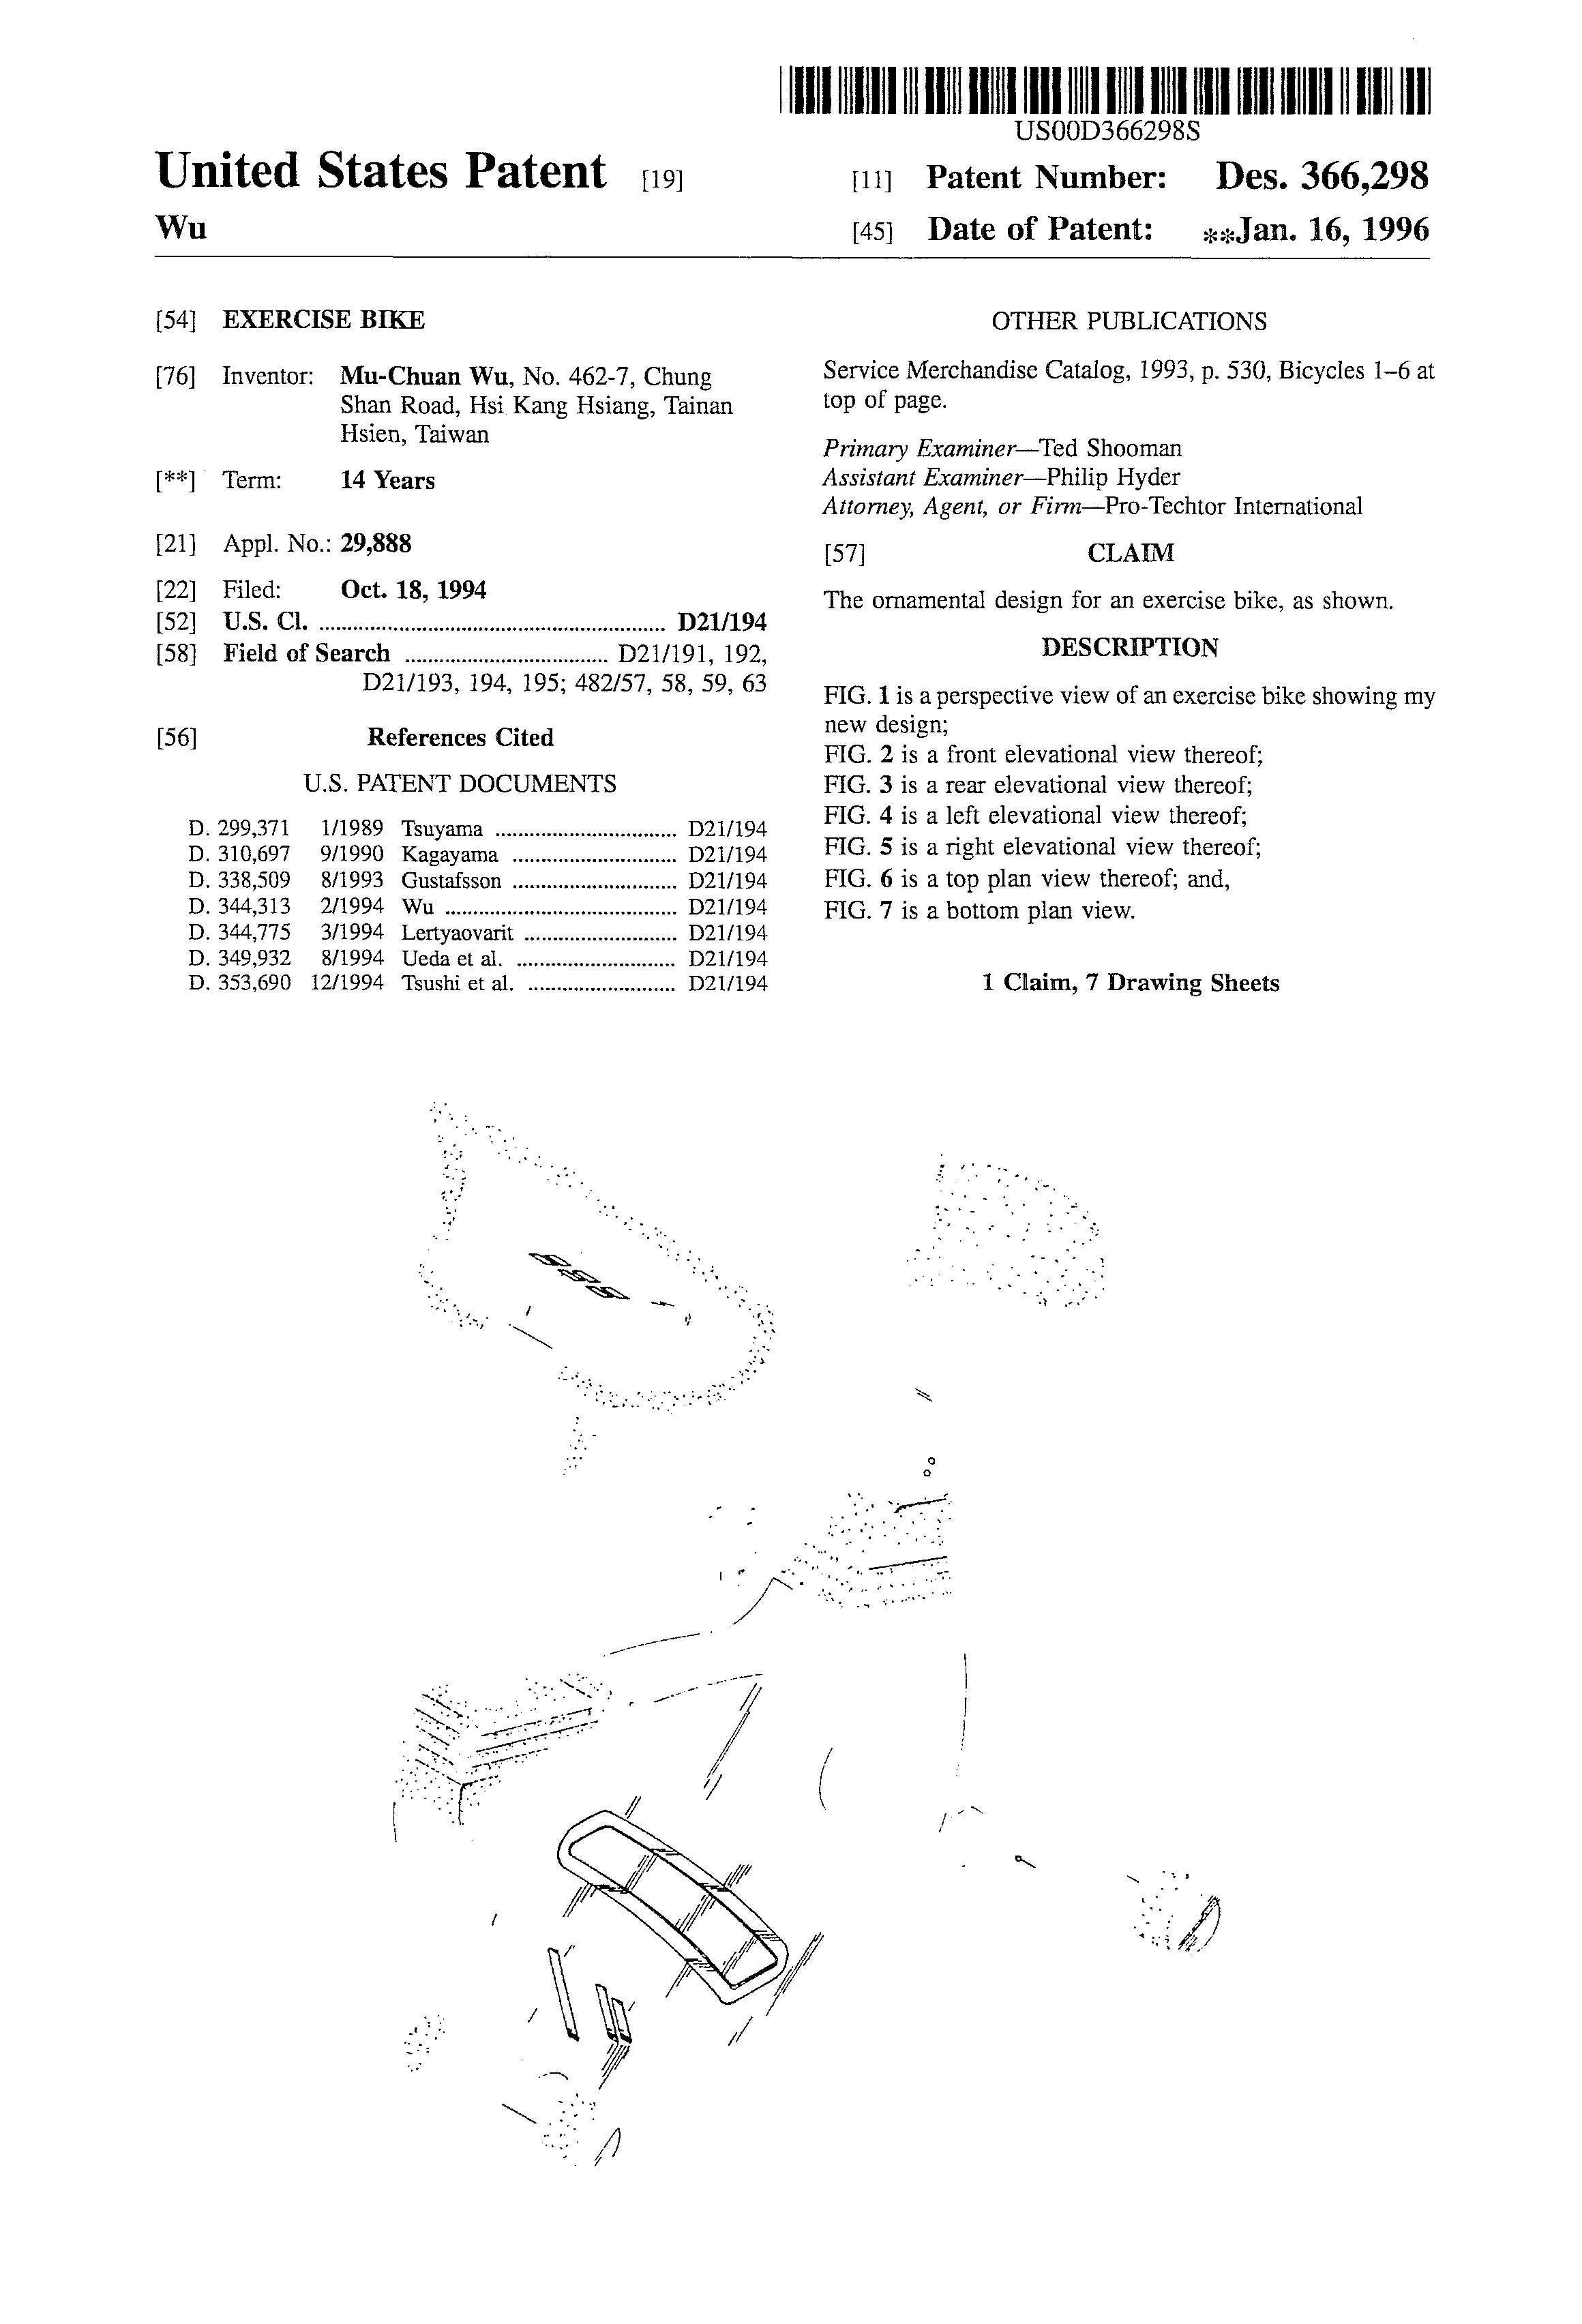 US00D366298S
United States Patent [19]
Wu
[11] Patent Number: Des. 366,298
[45] Date of Patent: **Jan. 16, 1996
[54] EXERCISE BIKE
[76] Inventor: Mu-Chuan Wu, No. 462-7, Chung
Shan Road, Hsi Kang Hsiang, Tainan
Hsien, Taiwan
[**] Term: 14 Years
[21] Appl. No.: 29,888
[22] Filed: Oct. 18, 1994
[52] U.S. Cl. .................................................... D21/194
[58] Field of Search ............................... D21/191, 192,
D21/193, 194, 195; 482/57, 58, 59, 63
[56] References Cited
U.S. PATENT DOCUMENTS
D. 299,371 1/1989 Tsuyama ............................ D21/194
D. 310,697 9/1990 Kagayama ......................... D21/194
D. 338,509 8/1993 Gustafsson ......................... D21/194
D. 344,313 2/1994 Wu ................................... D21/194
D. 344,775 3/1994 Lertyaovarit ....................... D21/194
D. 349,932 8/1994 Ueda et al. ........................ D21/194
D. 353,690 12/1994 Tsushi et al. ...................... D21/194
OTHER PUBLICATIONS
Service Merchandise Catalog, 1993, p. 530, Bicycles 1–6 at
top of page.
Primary Examiner—Ted Shooman
Assistant Examiner—Philip Hyder
Attorney, Agent, or Firm—Pro-Techtor International
[57] CLAIM
The ornamental design for an exercise bike, as shown.
DESCRIPTION
FIG. 1 is a perspective view of an exercise bike showing my
new design;
FIG. 2 is a front elevational view thereof;
FIG. 3 is a rear elevational view thereof;
FIG. 4 is a left elevational view thereof;
FIG. 5 is a right elevational view thereof;
FIG. 6 is a top plan view thereof; and,
FIG. 7 is a bottom plan view.
1 Claim, 7 Drawing Sheets